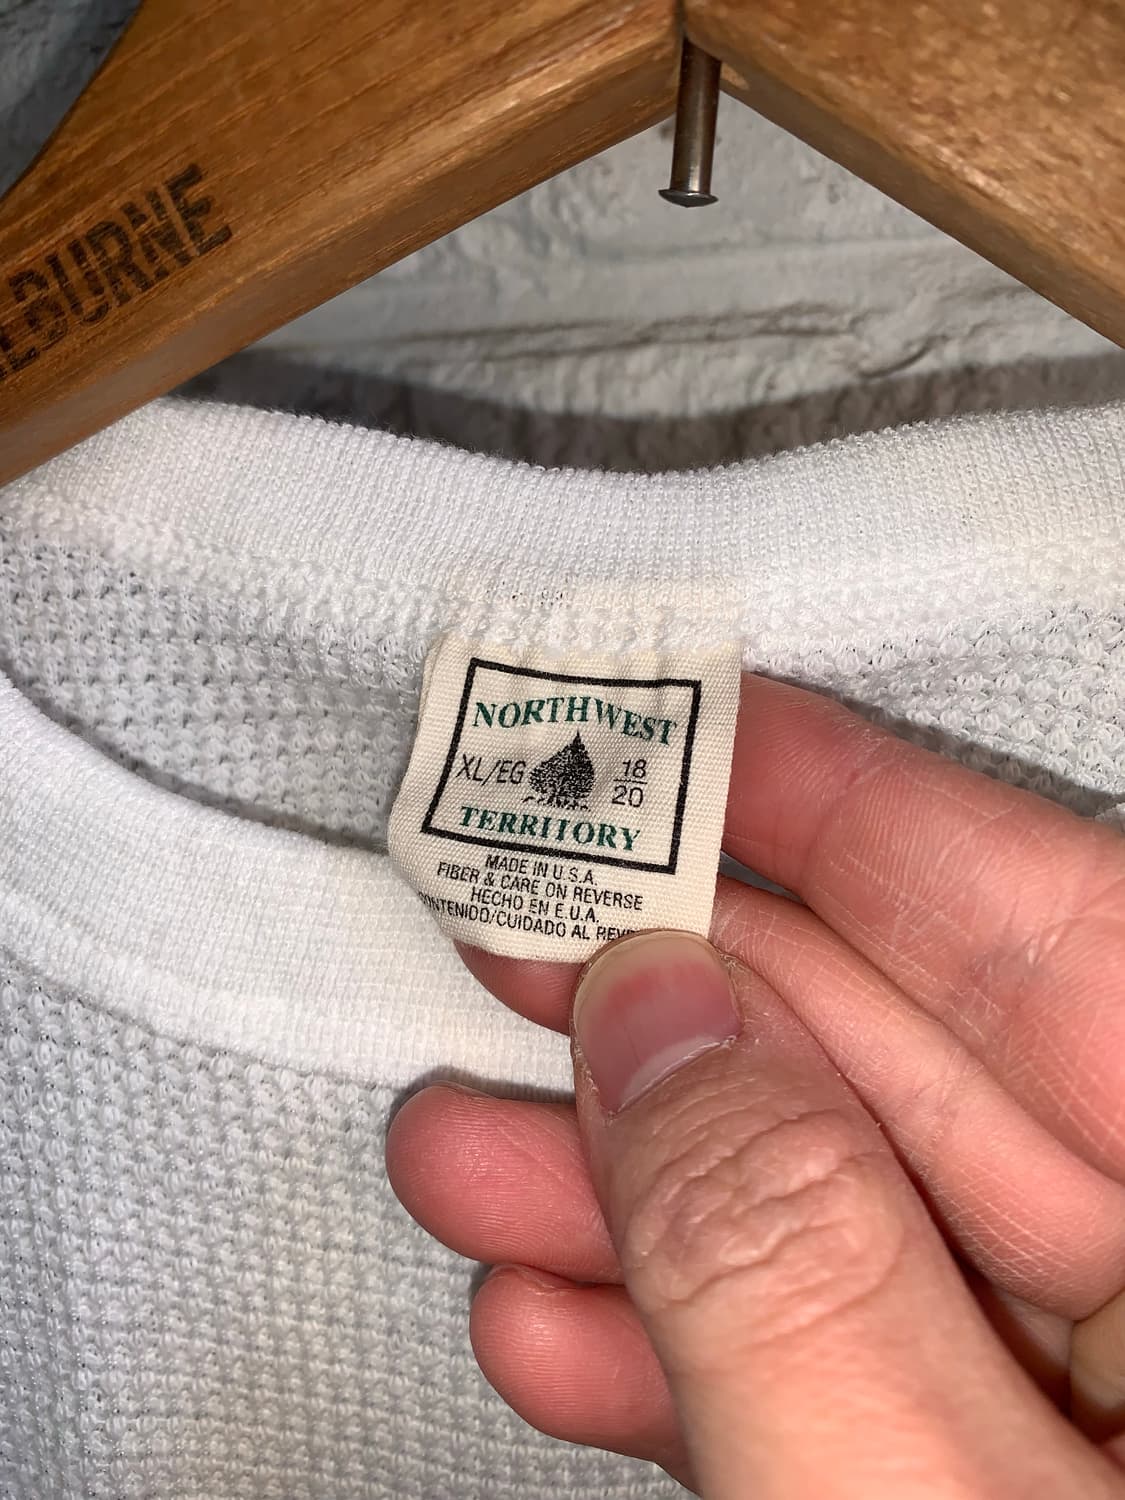 LBURNE
NORTHWEST
XL/EG 18
20
TERRITORY
MADE IN U.S.A.
FIBER & CARE ON REVERSE
HECHO EN E.U.A.
CONTENIDO/CUIDADO AL